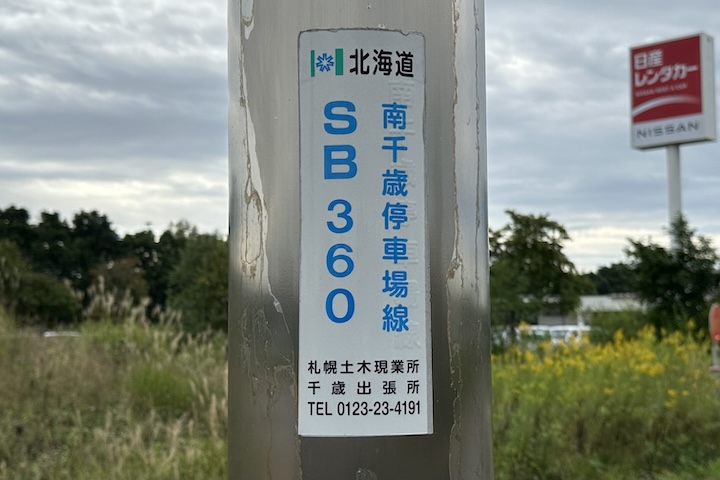 北海道
南千歳停車場線
SB360
札幌土木現業所
千歳出張所
TEL 0123-23-4191
日産
レンタカー
NISSAN